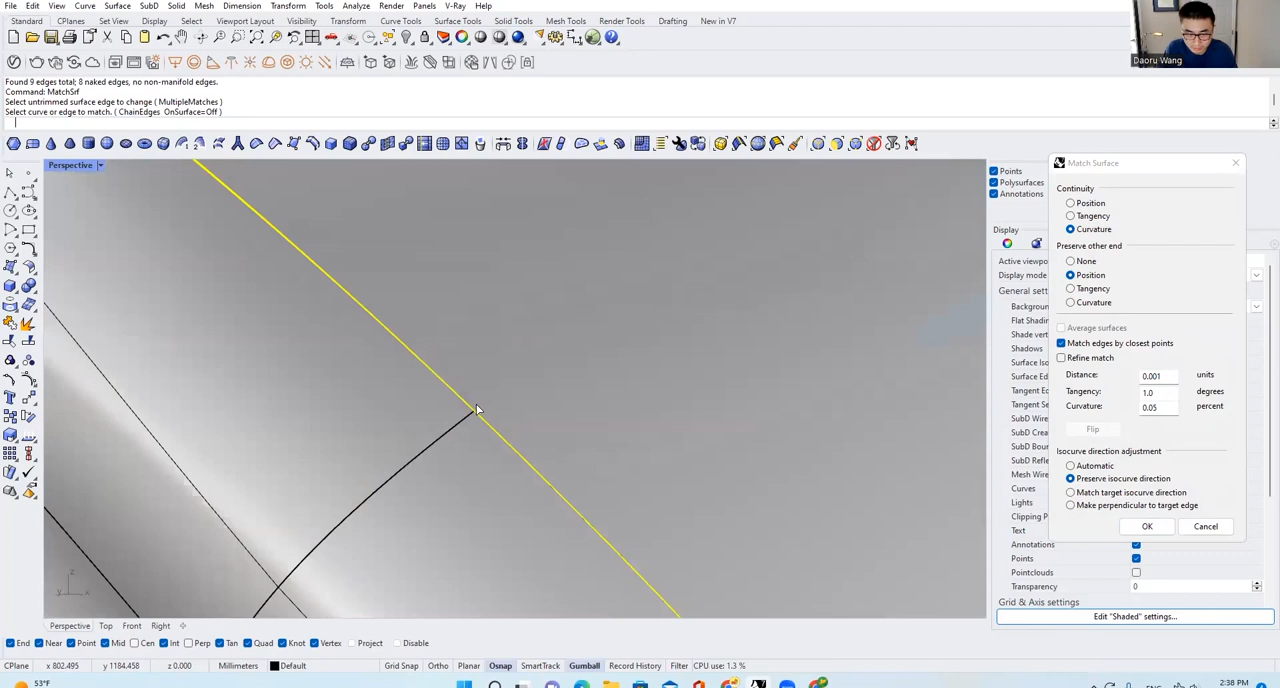 File Edit View Curve Surface SubD Solid Mesh Dimension Transform Tools Analyze Render Panels V-Ray Help
Standard CPlanes Set View Display Select Viewport Layout Visibility Transform Curve Tools Surface Tools Solid Tools Mesh Tools Render Tools Drafting New in V7
Daoru Wang
Found 9 edges total; 8 naked edges, no non-manifold edges.
Command: MatchSrf
Select untrimmed surface edge to change ( MultipleMatches )
Select curve or edge to match. ( ChainEdges OnSurface=Off )
Perspective
Points
Polysurfaces
Annotations
Display
Active viewpo
Display mode
General sett
Backgroun
Flat Shadin
Shade vert
Shadows
Surface Iso
Surface Ed
Tangent Ed
Tangent Se
SubD Wire
SubD Crea
SubD Boun
SubD Refle
Mesh Wire
Curves
Lights
Clipping P
Text
Annotations
Points
Pointclouds
Transparency 0
Grid & Axis settings
Edit "Shaded" settings...
Match Surface
Continuity
Position
Tangency
Curvature
Preserve other end
None
Position
Tangency
Curvature
Average surfaces
Match edges by closest points
Refine match
Distance: 0.001 units
Tangency: 1.0 degrees
Curvature: 0.05 percent
Flip
Isocurve direction adjustment
Automatic
Preserve isocurve direction
Match target isocurve direction
Make perpendicular to target edge
OK Cancel
z
y x
Perspective Top Front Right
End Near Point Mid Cen Int Perp Tan Quad Knot Vertex Project Disable
CPlane x 802.495 y 1184.458 z 0.000 Millimeters Default Grid Snap Ortho Planar Osnap SmartTrack Gumball Record History Filter CPU use: 1.3 %
53°F ENG 2:38 PM